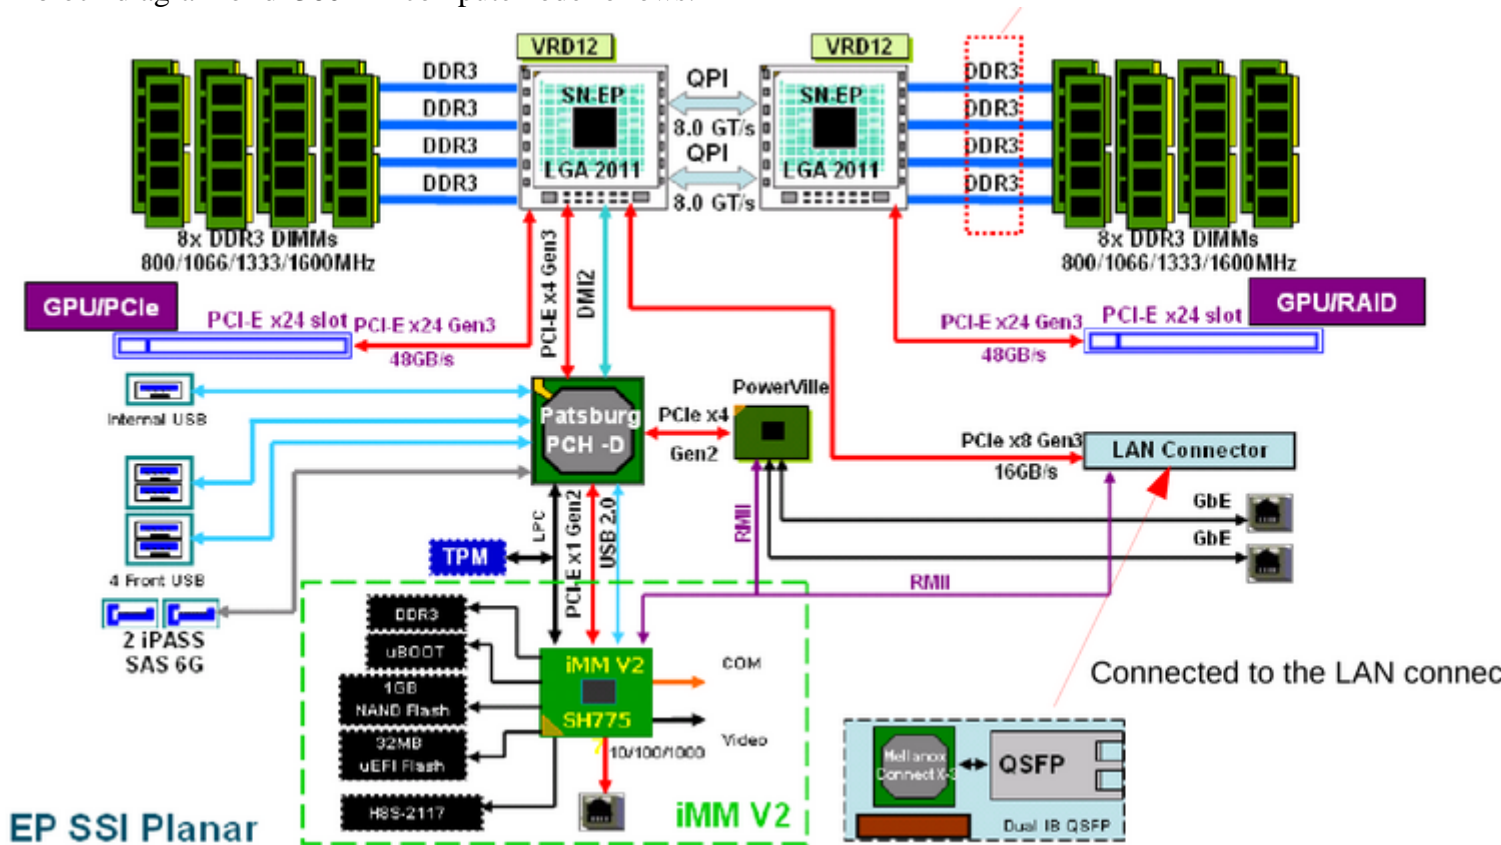 VRD12
VRD12
DDR3
DDR3
DDR3
DDR3
SN-EP
LGA 2011
QPI
8.0 GT/s
QPI
8.0 GT/s
SN-EP
LGA 2011
DDR3
DDR3
DDR3
DDR3
8x DDR3 DIMMs
800/1066/1333/1600MHz
8x DDR3 DIMMs
800/1066/1333/1600MHz
GPU/PCIe
PCI-E x24 slot
PCI-E x24 Gen3
48GB/s
PCI-E x4 Gen3
DMI2
PCI-E x24 Gen3
48GB/s
PCI-E x24 slot
GPU/RAID
Internal USB
Patsburg
PCH -D
PCIe x4
Gen2
PowerVille
PCIe x8 Gen3
16GB/s
LAN Connector
GbE
GbE
4 Front USB
2 iPASS
SAS 6G
TPM
LPC
PCI-E x1 Gen2
USB 2.0
RMII
RMII
DDR3
uBOOT
1GB
NAND Flash
32MB
uEFI Flash
H8S-2117
iMM V2
SH775
7
COM
Video
10/100/1000
iMM V2
Connected to the LAN connec
Mellanox
ConnectX-3
QSFP
Dual IB QSFP
EP SSI Planar